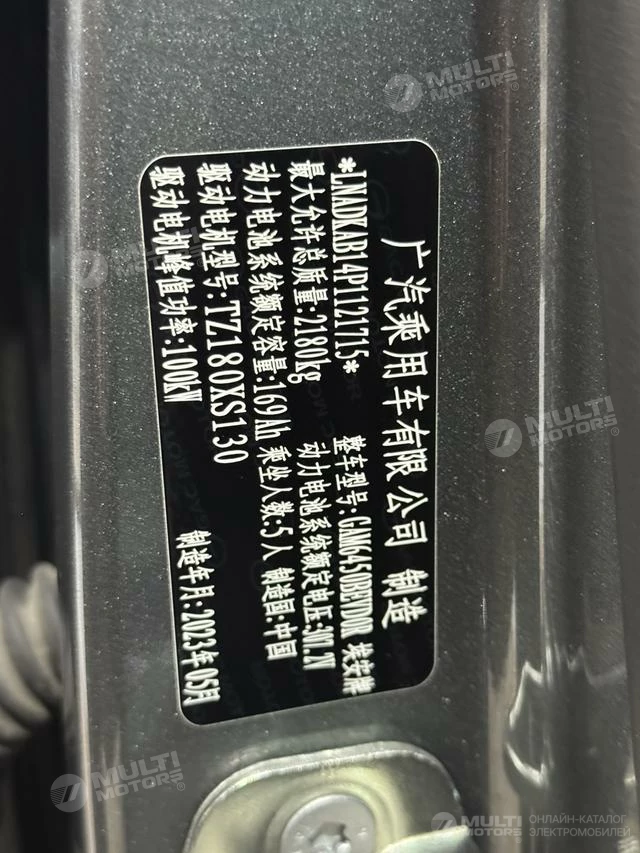 广汽乘用车有限公司 制造
*LNADKAB14P1121715* 整车型号: 埃安牌
最大允许总质量:2180kg 动力电池系统额定电压:
动力电池系统额定容量:169Ah 乘坐人数:5人 制造国:中国
驱动电机型号:TZ180XS130
驱动电机峰值功率:100kW 制造年月:2023年05月
MULTI
MOTORS®
MULTI
MOTORS®
MULTI
MOTORS®
MULTI
MOTORS®
ОНЛАЙН-КАТАЛОГ
ЭЛЕКТРОМОБИЛЕЙ